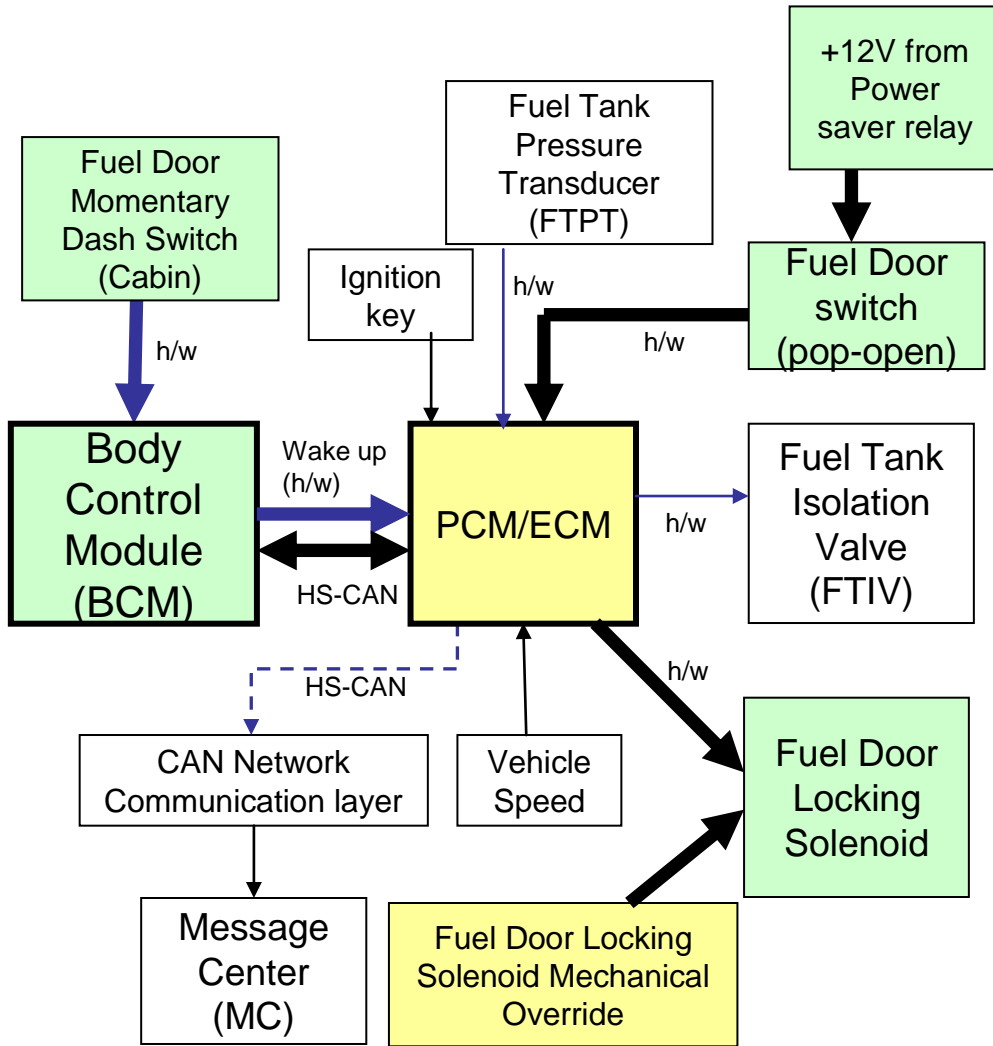 +12V from
Power
saver relay
Fuel Tank
Pressure
Transducer
(FTPT)
Fuel Door
Momentary
Dash Switch
(Cabin)
Ignition
key
h/w
Fuel Door
switch
(pop-open)
h/w
h/w
Body
Control
Module
(BCM)
Wake up
(h/w)
HS-CAN
PCM/ECM
h/w
Fuel Tank
Isolation
Valve
(FTIV)
HS-CAN
h/w
CAN Network
Communication layer
Vehicle
Speed
Fuel Door
Locking
Solenoid
Message
Center
(MC)
Fuel Door Locking
Solenoid Mechanical
Override